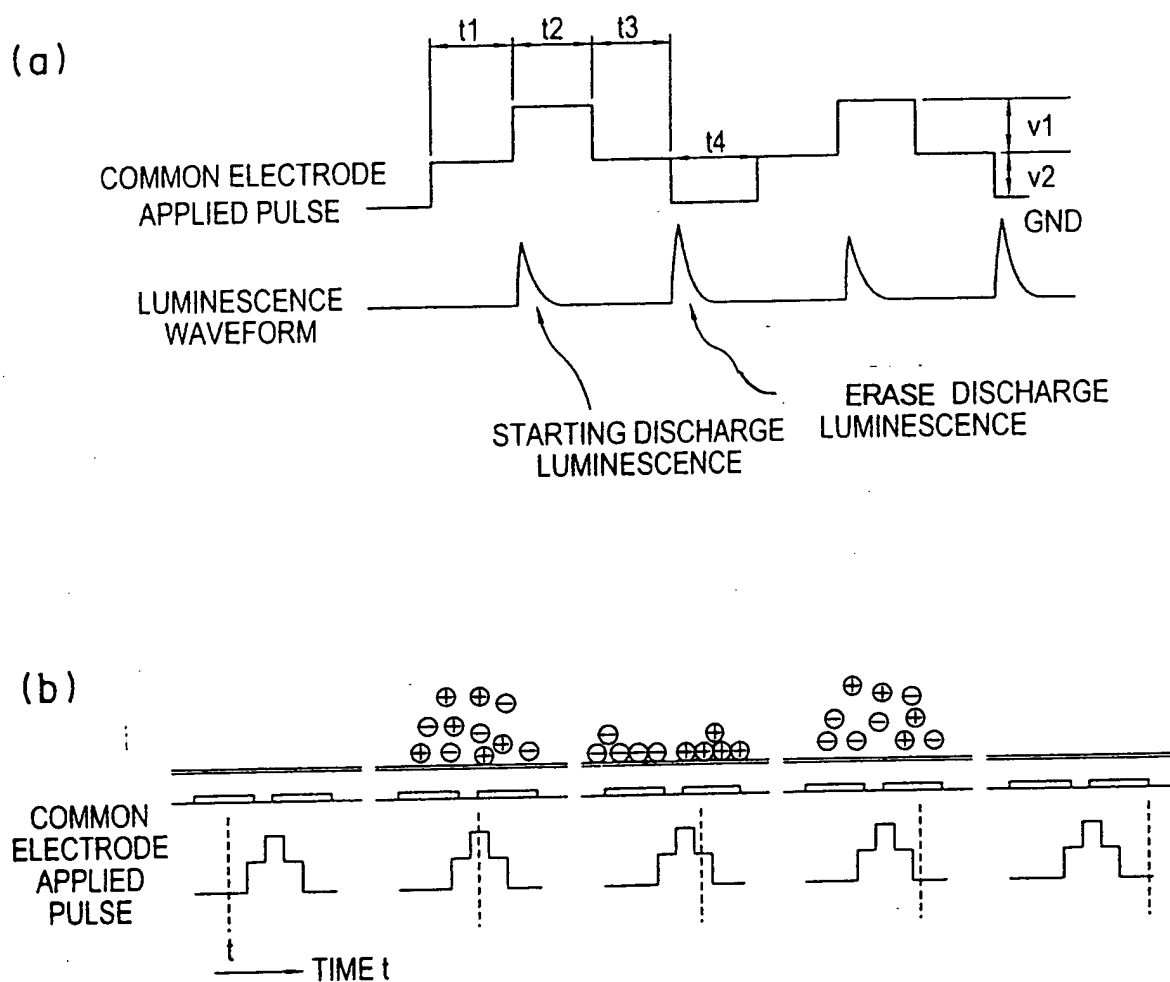 (a)
t1 t2 t3
t4
v1
v2
GND
COMMON ELECTRODE
APPLIED PULSE
LUMINESCENCE
WAVEFORM
STARTING DISCHARGE
LUMINESCENCE
ERASE DISCHARGE
LUMINESCENCE
(b)
COMMON
ELECTRODE
APPLIED
PULSE
t
TIME t